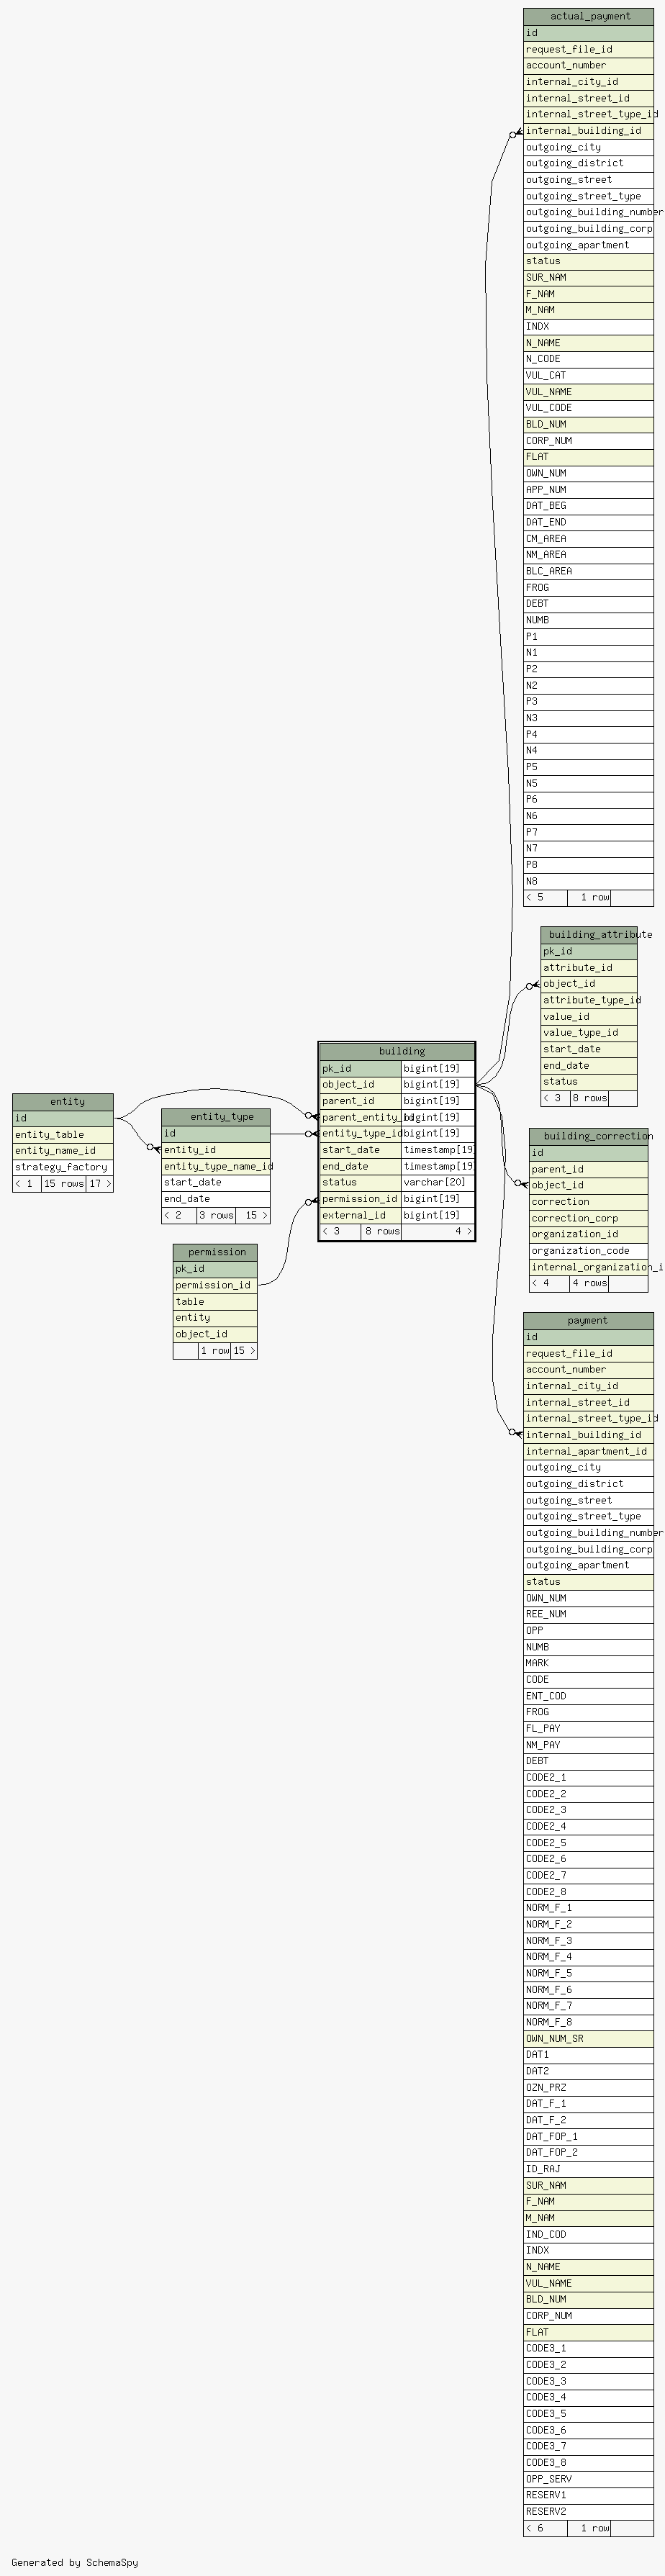 actual_payment
id
request_file_id
account_number
internal_city_id
internal_street_id
internal_street_type_id
internal_building_id
outgoing_city
outgoing_district
outgoing_street
outgoing_street_type
outgoing_building_number
outgoing_building_corp
outgoing_apartment
status
SUR_NAM
F_NAM
M_NAM
INDX
N_NAME
N_CODE
VUL_CAT
VUL_NAME
VUL_CODE
BLD_NUM
CORP_NUM
FLAT
OWN_NUM
APP_NUM
DAT_BEG
DAT_END
CM_AREA
NM_AREA
BLC_AREA
FROG
DEBT
NUMB
P1
N1
P2
N2
P3
N3
P4
N4
P5
N5
P6
N6
P7
N7
P8
N8
< 5 1 row
building_attribute
pk_id
attribute_id
object_id
attribute_type_id
value_id
value_type_id
start_date
end_date
status
< 3 8 rows
building
pk_id bigint[19]
object_id bigint[19]
parent_id bigint[19]
parent_entity_id bigint[19]
entity_type_id bigint[19]
start_date timestamp[19]
end_date timestamp[19]
status varchar[20]
permission_id bigint[19]
external_id bigint[19]
< 3 8 rows 4 >
entity
id
entity_table
entity_name_id
strategy_factory
< 1 15 rows 17 >
entity_type
id
entity_id
entity_type_name_id
start_date
end_date
< 2 3 rows 15 >
building_correction
id
parent_id
object_id
correction
correction_corp
organization_id
organization_code
internal_organization_i
< 4 4 rows
permission
pk_id
permission_id
table
entity
object_id
1 row 15 >
payment
id
request_file_id
account_number
internal_city_id
internal_street_id
internal_street_type_id
internal_building_id
internal_apartment_id
outgoing_city
outgoing_district
outgoing_street
outgoing_street_type
outgoing_building_number
outgoing_building_corp
outgoing_apartment
status
OWN_NUM
REE_NUM
OPP
NUMB
MARK
CODE
ENT_COD
FROG
FL_PAY
NM_PAY
DEBT
CODE2_1
CODE2_2
CODE2_3
CODE2_4
CODE2_5
CODE2_6
CODE2_7
CODE2_8
NORM_F_1
NORM_F_2
NORM_F_3
NORM_F_4
NORM_F_5
NORM_F_6
NORM_F_7
NORM_F_8
OWN_NUM_SR
DAT1
DAT2
OZN_PRZ
DAT_F_1
DAT_F_2
DAT_FOP_1
DAT_FOP_2
ID_RAJ
SUR_NAM
F_NAM
M_NAM
IND_COD
INDX
N_NAME
VUL_NAME
BLD_NUM
CORP_NUM
FLAT
CODE3_1
CODE3_2
CODE3_3
CODE3_4
CODE3_5
CODE3_6
CODE3_7
CODE3_8
OPP_SERV
RESERV1
RESERV2
< 6 1 row
Generated by SchemaSpy